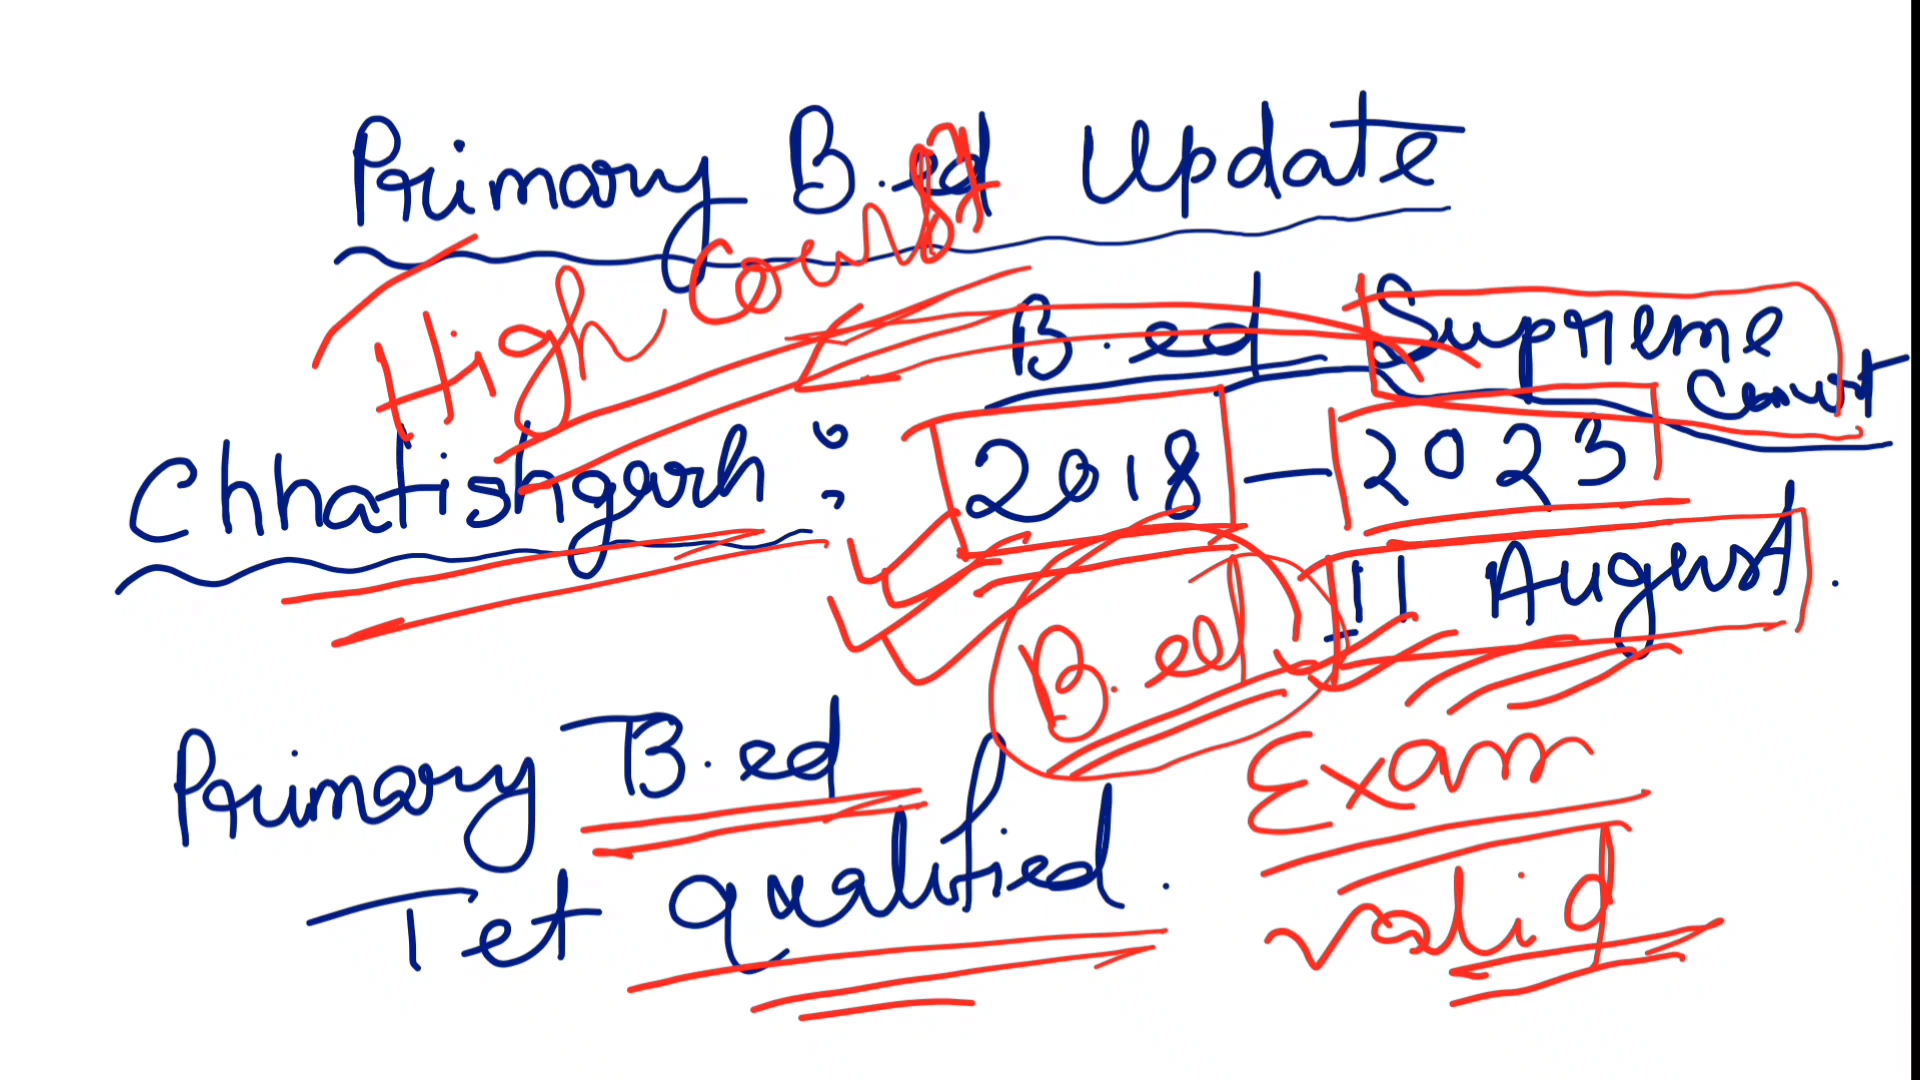 Primary B.ed Update
High Court
B.ed Supreme Court
Chhatishgarh : 2018 - 2023
11 August.
B.ed
Primary B.ed
Tet qualified.
Exam
valid